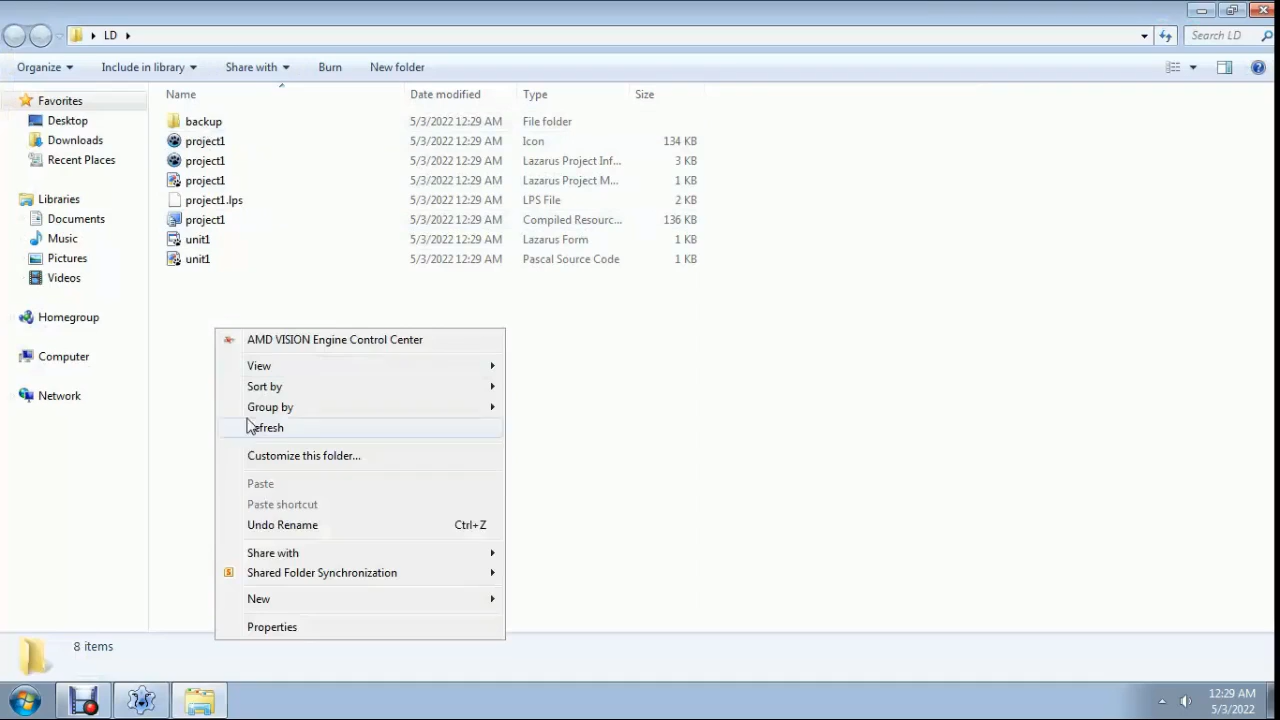 LD
Search LD
Organize Include in library Share with Burn New folder
Name Date modified Type Size
Favorites
Desktop
Downloads
Recent Places
Libraries
Documents
Music
Pictures
Videos
Homegroup
Computer
Network
backup 5/3/2022 12:29 AM File folder
project1 5/3/2022 12:29 AM Icon 134 KB
project1 5/3/2022 12:29 AM Lazarus Project Inf... 3 KB
project1 5/3/2022 12:29 AM Lazarus Project M... 1 KB
project1.lps 5/3/2022 12:29 AM LPS File 2 KB
project1 5/3/2022 12:29 AM Compiled Resourc... 136 KB
unit1 5/3/2022 12:29 AM Lazarus Form 1 KB
unit1 5/3/2022 12:29 AM Pascal Source Code 1 KB
AMD VISION Engine Control Center
View
Sort by
Group by
Refresh
Customize this folder...
Paste
Paste shortcut
Undo Rename Ctrl+Z
Share with
Shared Folder Synchronization
New
Properties
8 items
12:29 AM
5/3/2022